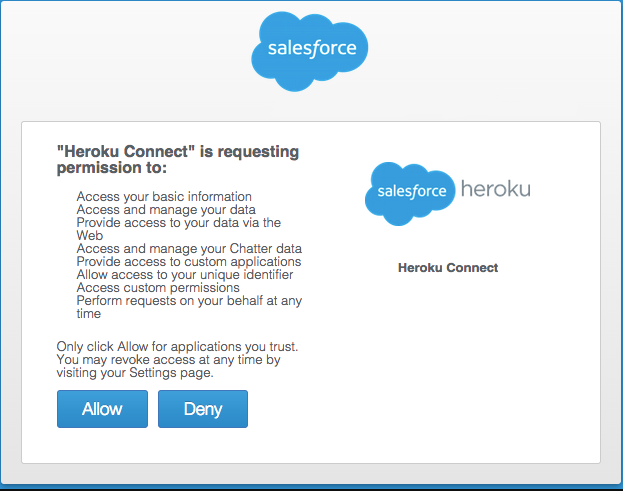 salesforce
"Heroku Connect" is requesting
permission to:
Access your basic information
Access and manage your data
Provide access to your data via the
Web
Access and manage your Chatter data
Provide access to custom applications
Allow access to your unique identifier
Access custom permissions
Perform requests on your behalf at any
time
Only click Allow for applications you trust.
You may revoke access at any time by
visiting your Settings page.
Allow Deny
salesforce heroku
Heroku Connect